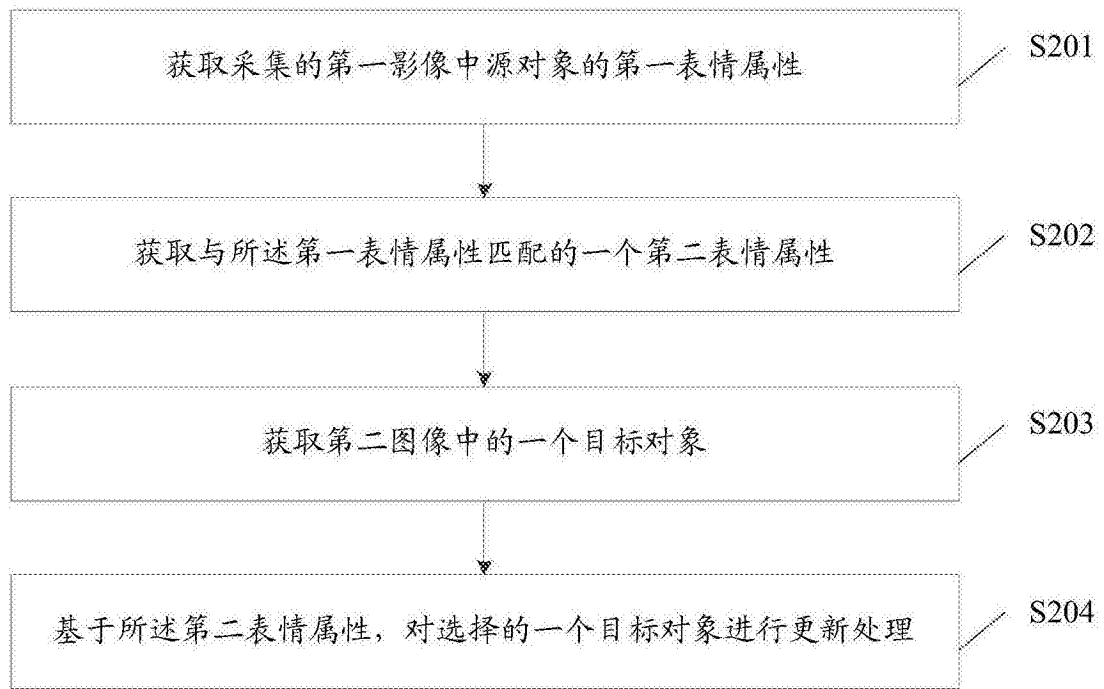 获取采集的第一影像中源对象的第一表情属性
S201
获取与所述第一表情属性匹配的一个第二表情属性
S202
获取第二图像中的一个目标对象
S203
基于所述第二表情属性，对选择的一个目标对象进行更新处理
S204